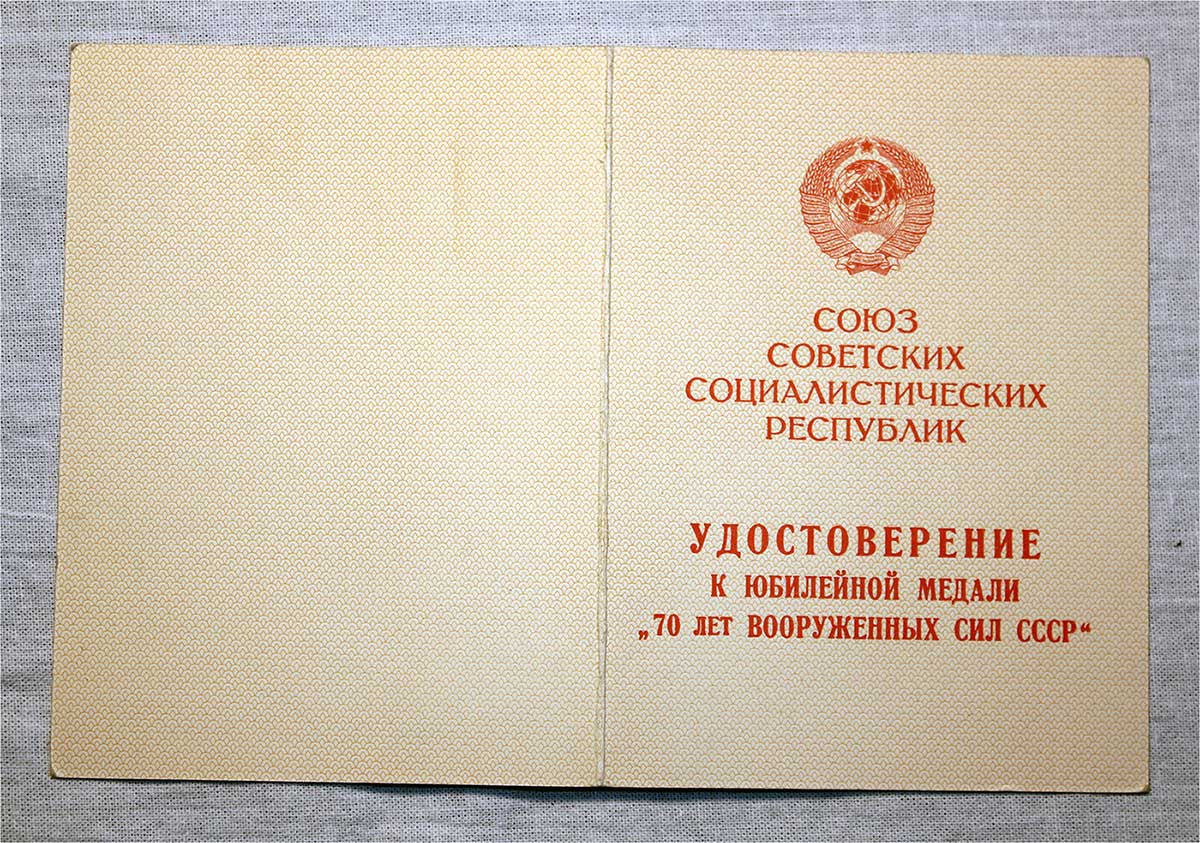 СОЮЗ
СОВЕТСКИХ
СОЦИАЛИСТИЧЕСКИХ
РЕСПУБЛИК
УДОСТОВЕРЕНИЕ
К ЮБИЛЕЙНОЙ МЕДАЛИ
„70 ЛЕТ ВООРУЖЕННЫХ СИЛ СССР“